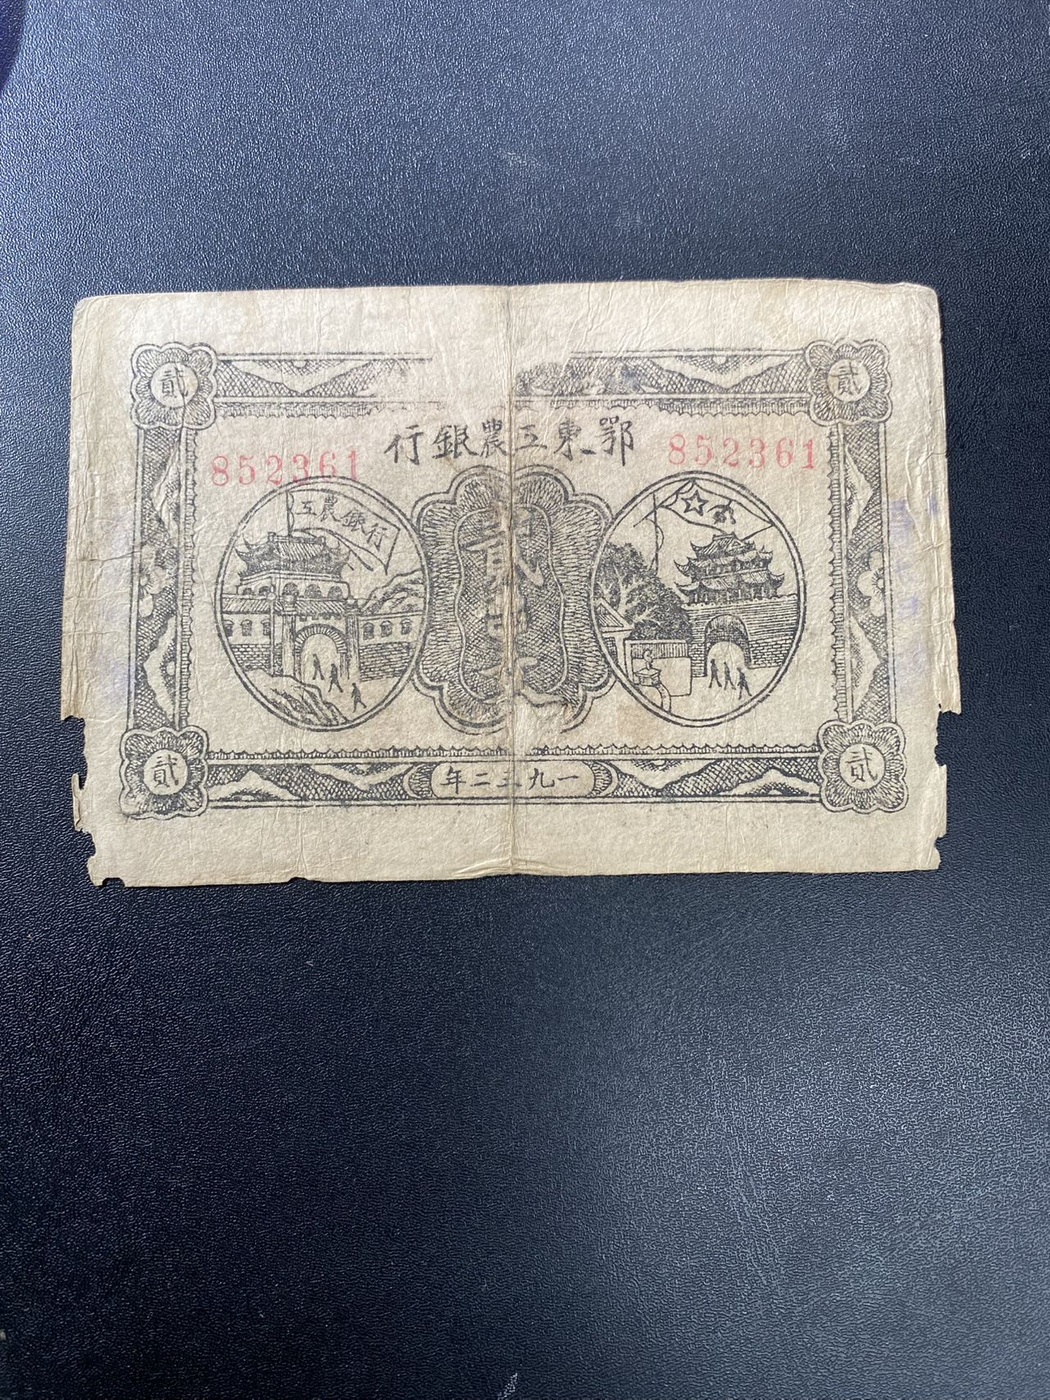 貳
貳
鄂東工農銀行
852361
852361
工農銀行
一九三二年
貳
貳